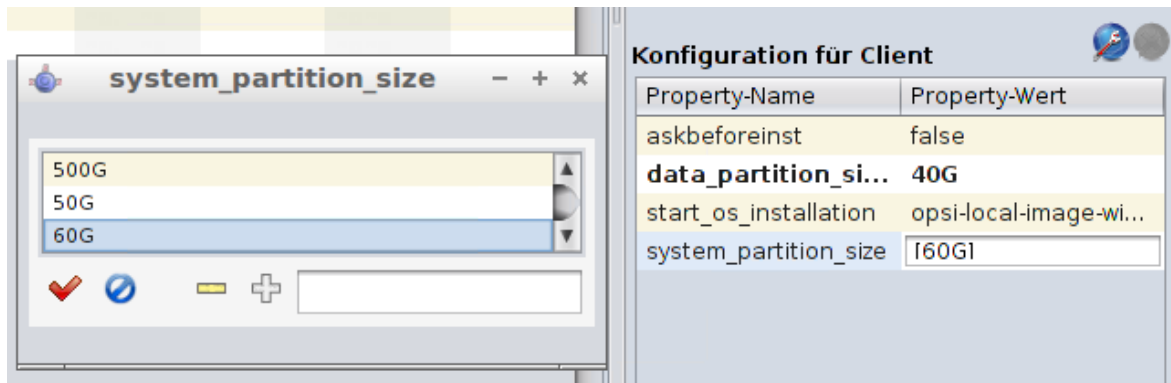 system_partition_size
500G
50G
60G
Konfiguration für Client
Property-Name Property-Wert
askbeforeinst false
data_partition_si... 40G
start_os_installation opsi-local-image-wi...
system_partition_size [60G]